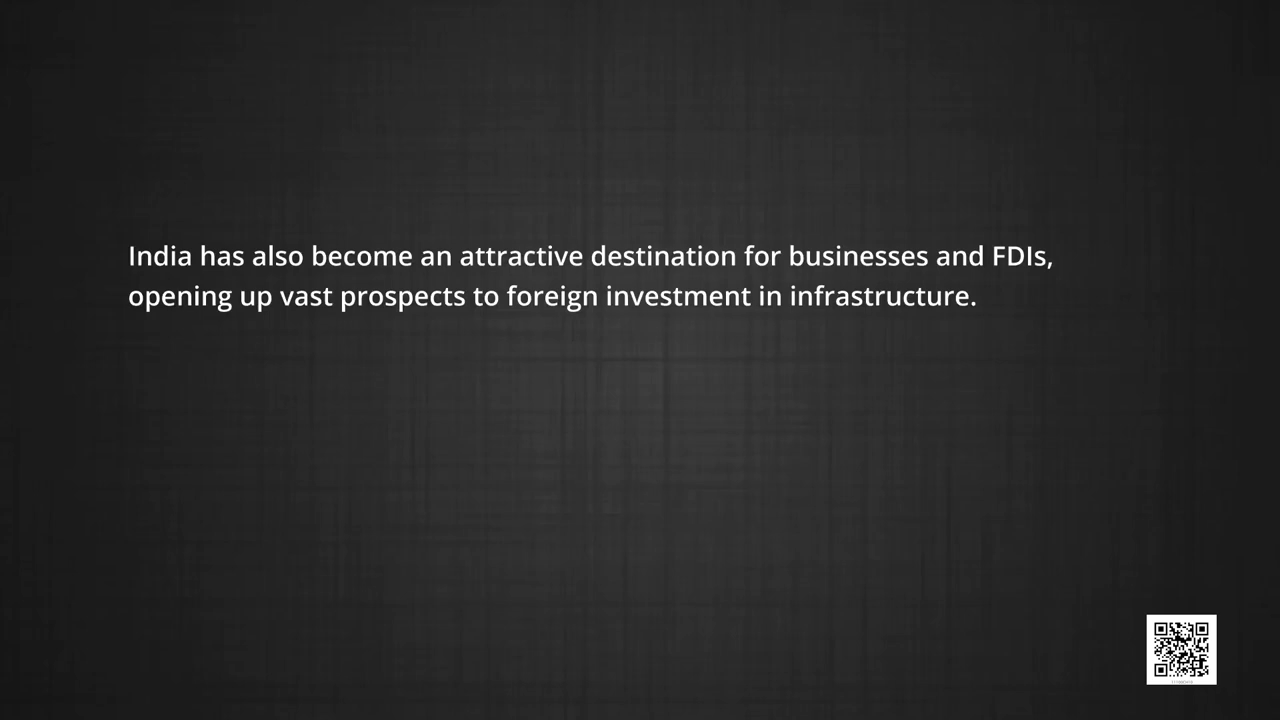 India has also become an attractive destination for businesses and FDIs,
opening up vast prospects to foreign investment in infrastructure.